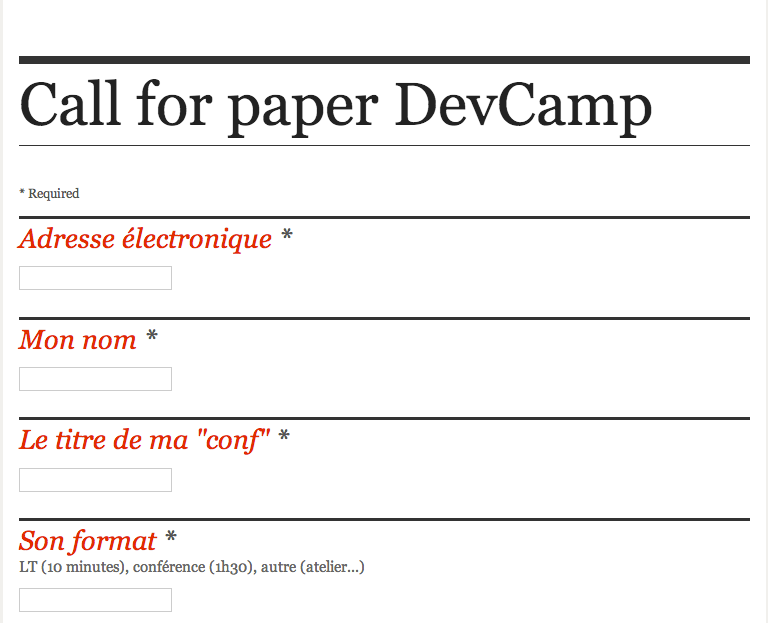 Call for paper DevCamp
* Required
Adresse électronique *
Mon nom *
Le titre de ma "conf" *
Son format *
LT (10 minutes), conférence (1h30), autre (atelier...)